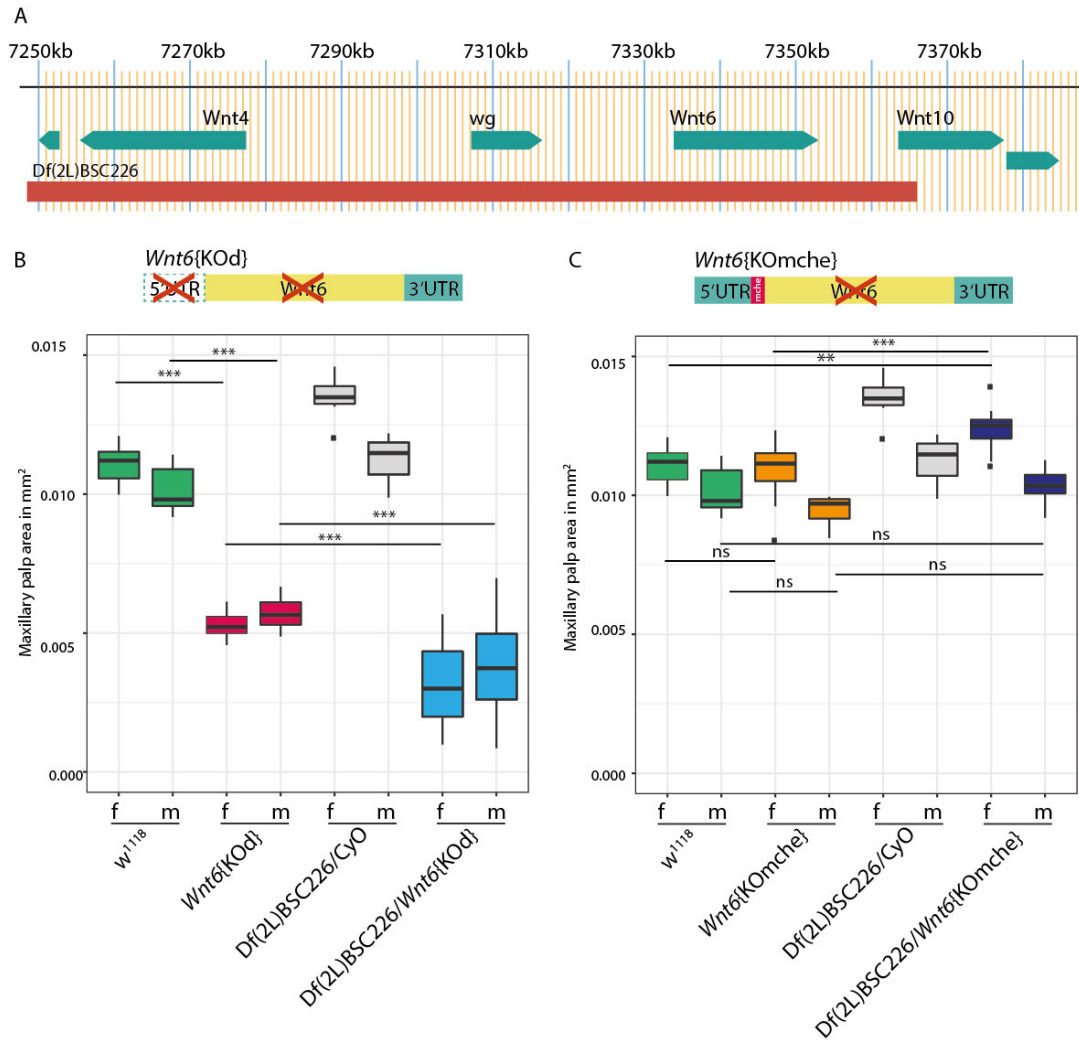 A
7250kb 7270kb 7290kb 7310kb 7330kb 7350kb 7370kb
Wnt4 wg Wnt6 Wnt10
Df(2L)BSC226
B
Wnt6{KOd}
5'UTR Wnt6 3'UTR
Maxillary palp area in mm²
0.015
0.010
0.005
0.000
***
***
***
***
f m f m f m f m
w¹¹¹⁸
Wnt6{KOd}
Df(2L)BSC226/CyO
Df(2L)BSC226/Wnt6{KOd}
C
Wnt6{KOmche}
5'UTR mche Wnt6 3'UTR
Maxillary palp area in mm²
0.015
0.010
0.005
0.000
***
**
ns
ns
ns
ns
f m f m f m f m
w¹¹¹⁸
Wnt6{KOmche}
Df(2L)BSC226/CyO
Df(2L)BSC226/Wnt6{KOmche}